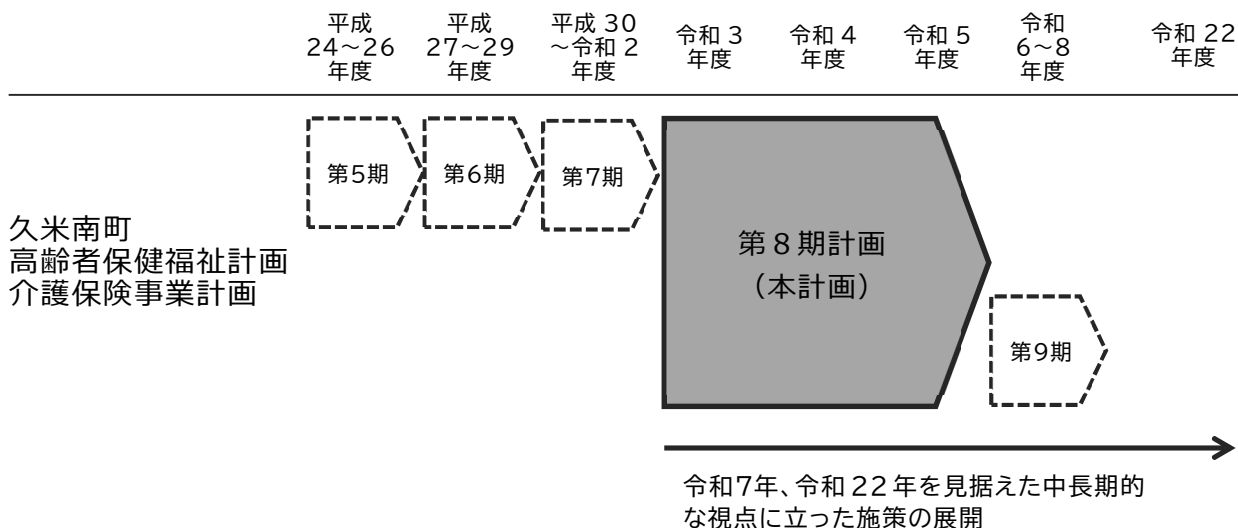 平成
24~26
年度
平成
27~29
年度
平成 30
~令和 2
年度
令和 3
年度
令和 4
年度
令和 5
年度
令和
6~8
年度
令和 22
年度
第5期
第6期
第7期
久米南町
高齢者保健福祉計画
介護保険事業計画
第8期計画
(本計画)
第9期
令和7年、令和 22 年を見据えた中長期的
な視点に立った施策の展開